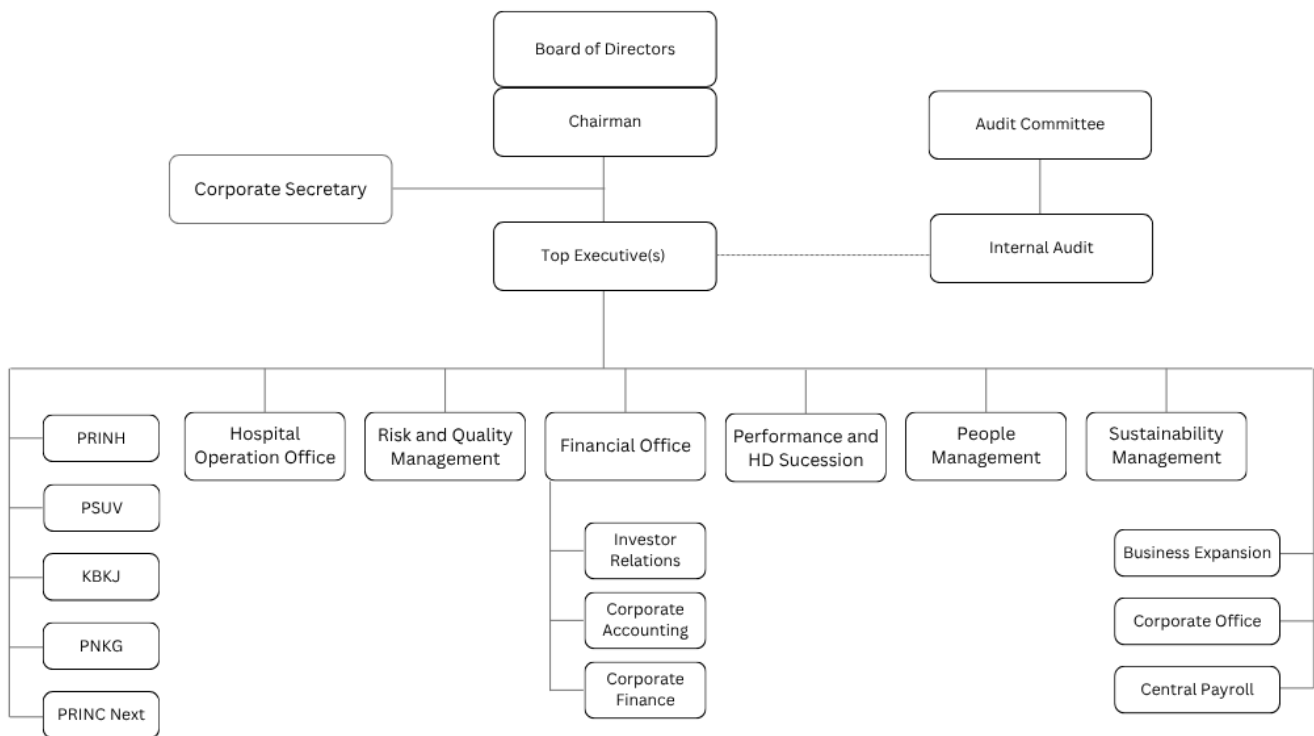 Board of Directors
Chairman
Audit Committee
Corporate Secretary
Top Executive(s)
Internal Audit
PRINH
Hospital
Operation Office
Risk and Quality
Management
Financial Office
Performance and
HD Sucession
People
Management
Sustainability
Management
PSUV
KBKJ
PNKG
PRINC Next
Investor
Relations
Corporate
Accounting
Corporate
Finance
Business Expansion
Corporate Office
Central Payroll